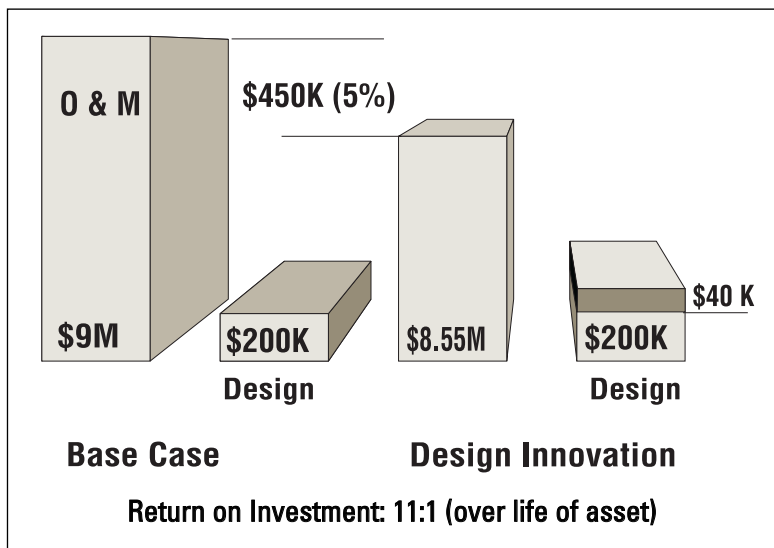 O & M
$450K (5%)
$9M
$200K
$8.55M
$40 K
$200K
Design
Design
Base Case
Design Innovation
Return on Investment: 11:1 (over life of asset)